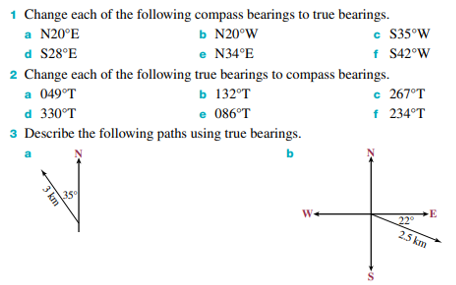 1 Change each of the following compass bearings to true bearings.
a N20°E b N20°W c S35°W
d S28°E e N34°E f S42°W
2 Change each of the following true bearings to compass bearings.
a 049°T b 132°T c 267°T
d 330°T e 086°T f 234°T
3 Describe the following paths using true bearings.
a b
N N
3 km 35°
W E
22°
2.5 km
S